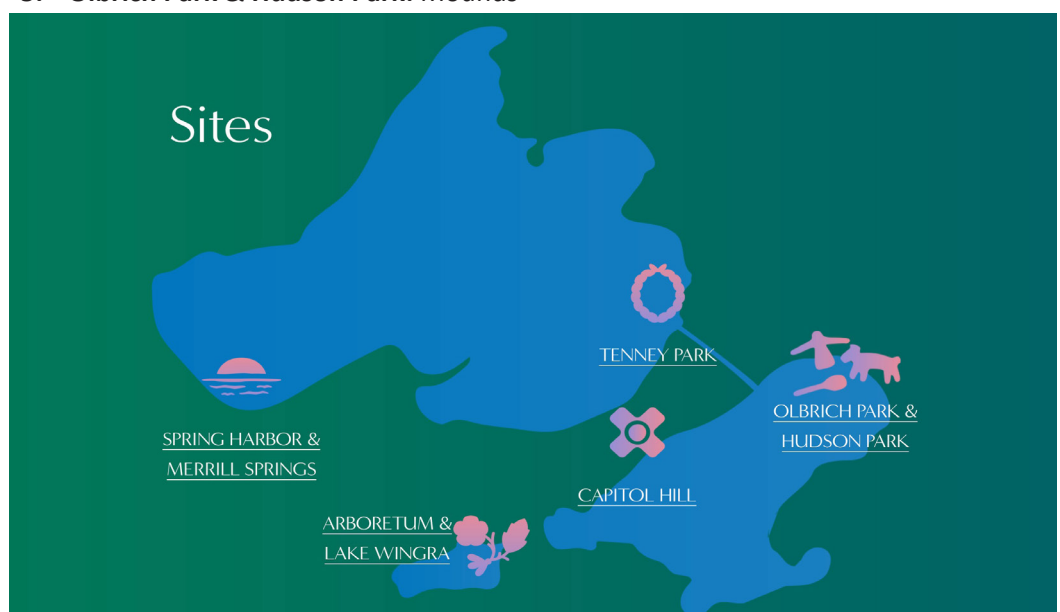 Sites
TENNEY PARK
OLBRICH PARK &
HUDSON PARK
SPRING HARBOR &
MERRILL SPRINGS
CAPITOL HILL
ARBORETUM &
LAKE WINGRA